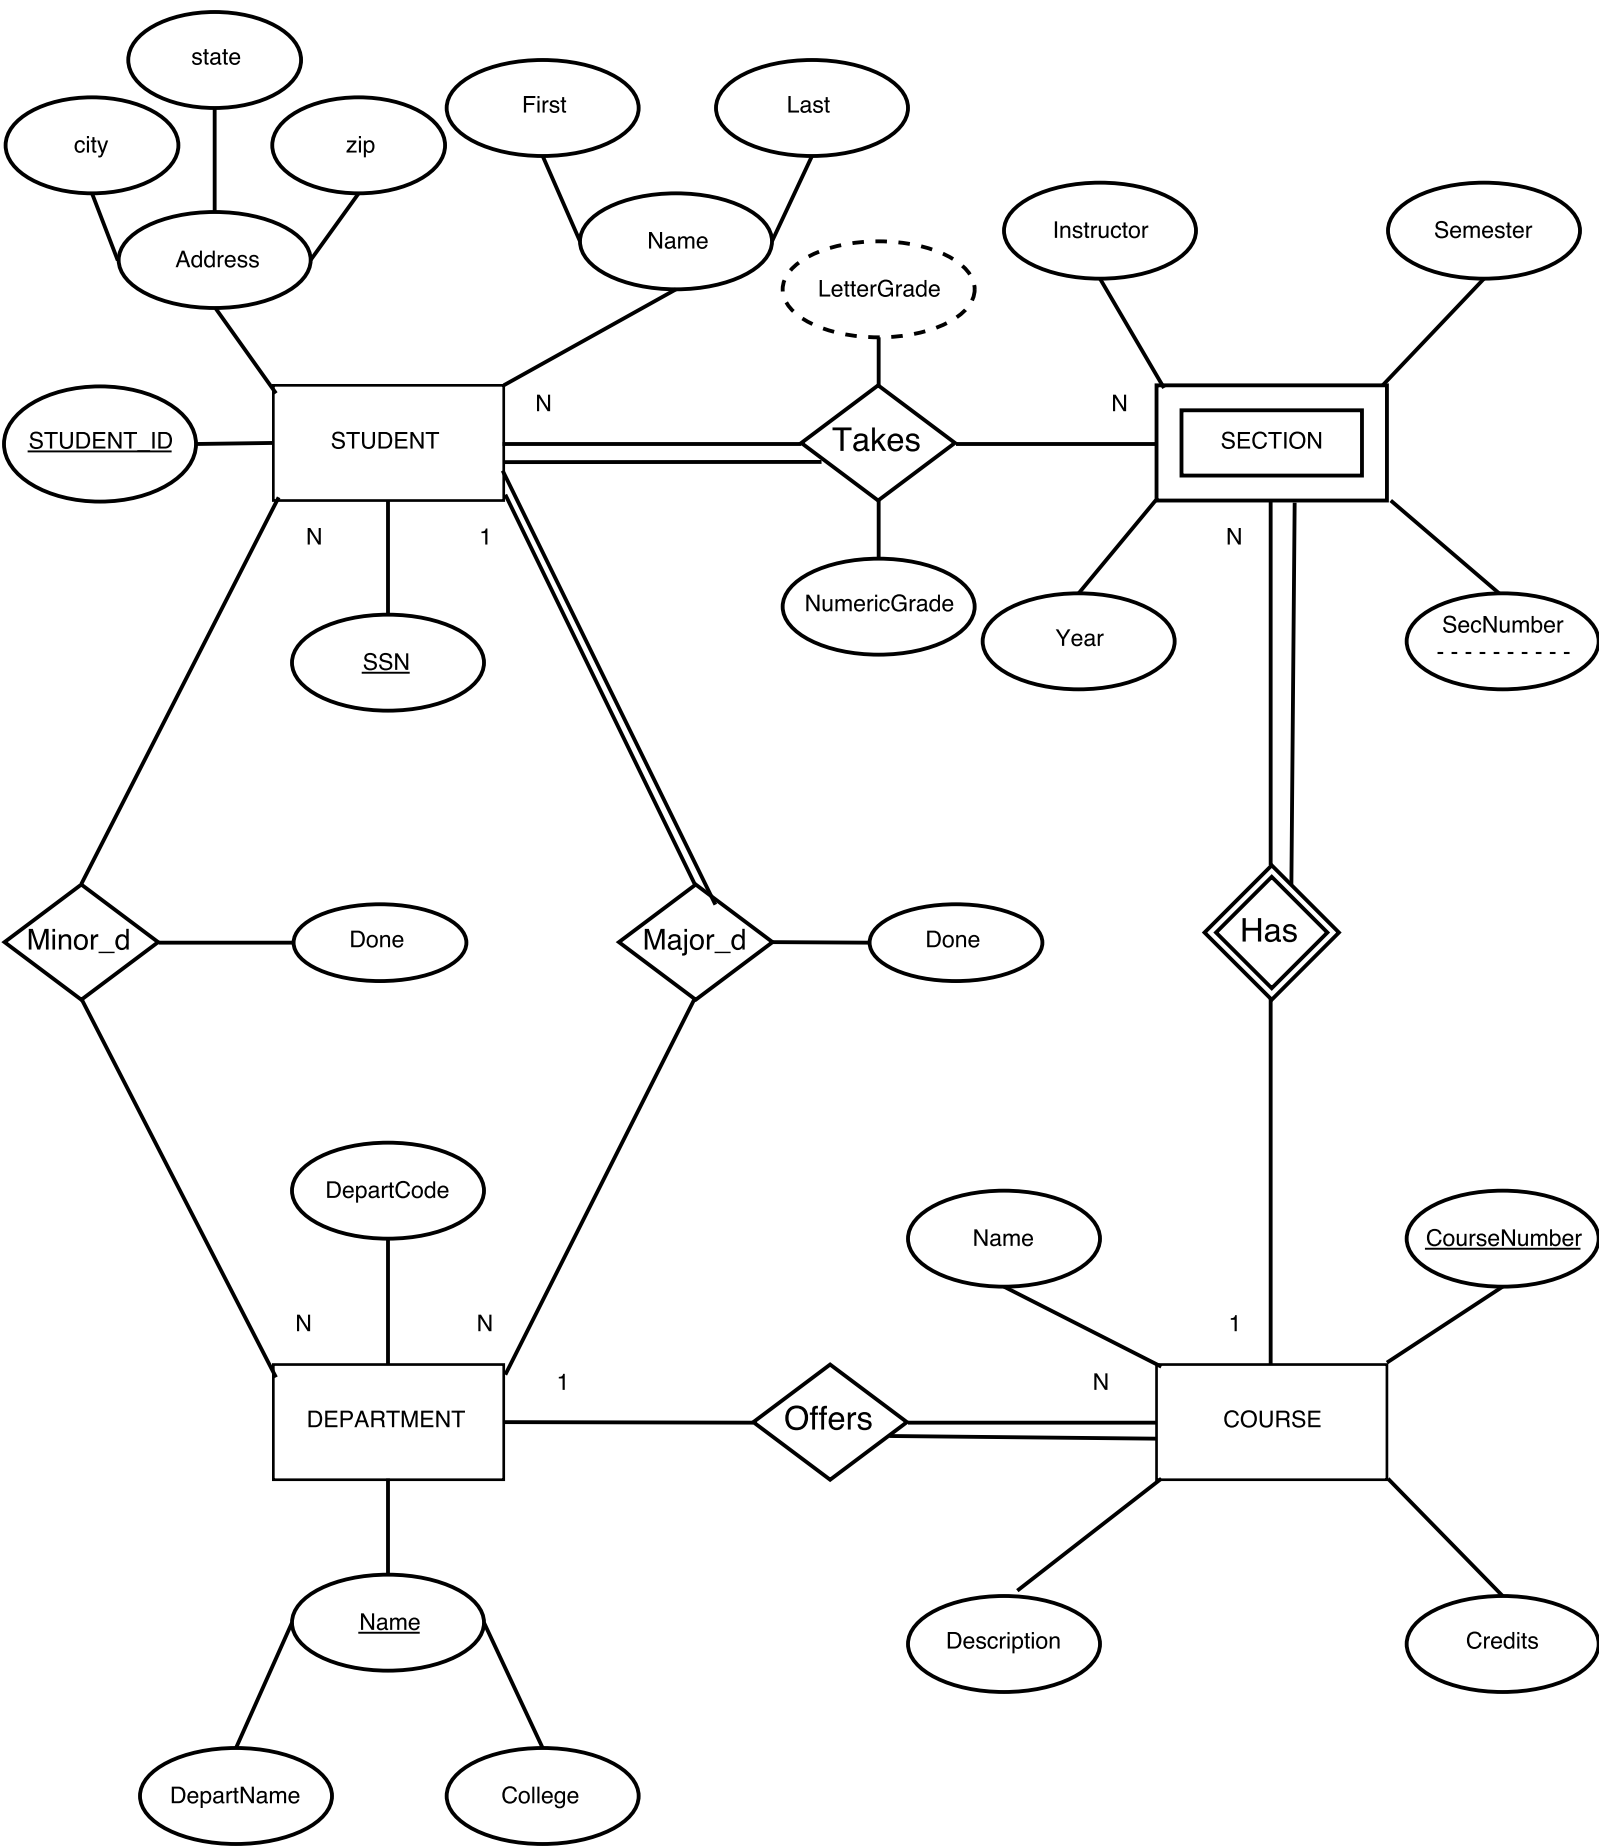 state
First
Last
city
zip
Instructor
Semester
Name
Address
LetterGrade
N
N
STUDENT_ID
STUDENT
Takes
SECTION
N
1
N
NumericGrade
SecNumber
Year
SSN
Minor_d
Done
Major_d
Done
Has
DepartCode
Name
CourseNumber
N
N
1
1
N
DEPARTMENT
Offers
COURSE
Name
Description
Credits
DepartName
College